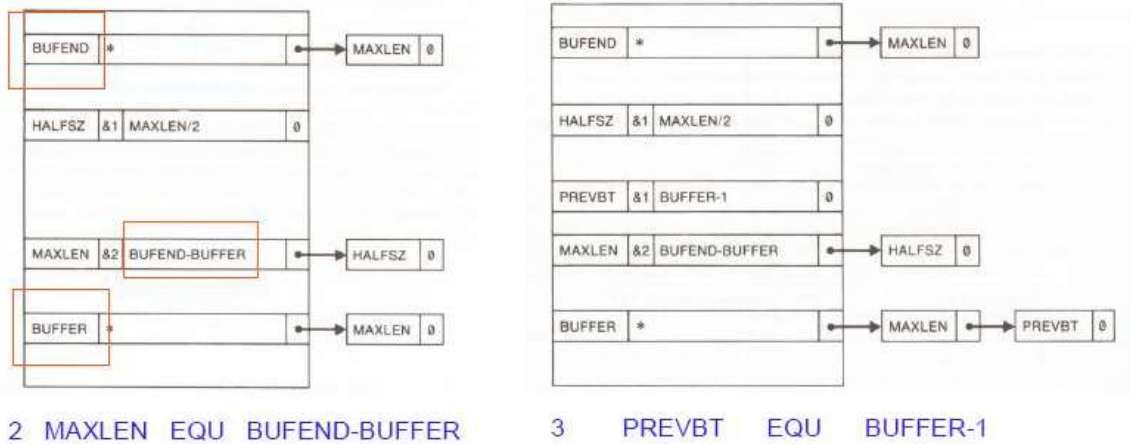 BUFEND * MAXLEN 0
HALFSZ &1 MAXLEN/2 0
MAXLEN &2 BUFEND-BUFFER HALFSZ 0
BUFFER * MAXLEN 0
2 MAXLEN EQU BUFEND-BUFFER
BUFEND * MAXLEN 0
HALFSZ &1 MAXLEN/2 0
PREVBT &1 BUFFER-1 0
MAXLEN &2 BUFEND-BUFFER HALFSZ 0
BUFFER * MAXLEN PREVBT 0
3 PREVBT EQU BUFFER-1